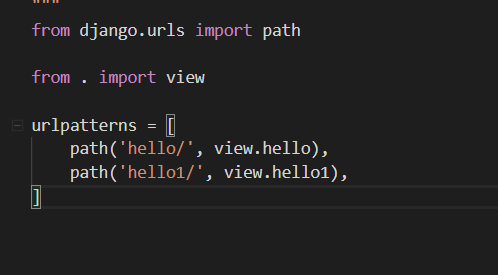 """
from django.urls import path
from . import view
urlpatterns = [
    path('hello/', view.hello),
    path('hello1/', view.hello1),
]